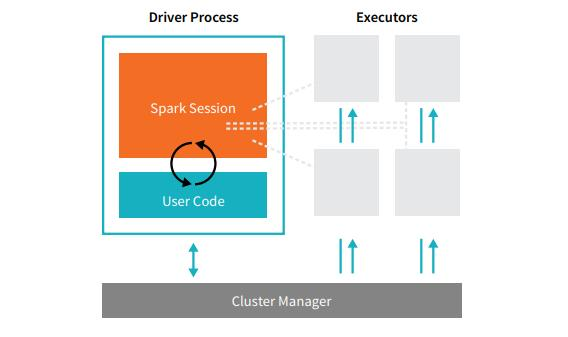 Driver Process
Executors
Spark Session
User Code
Cluster Manager